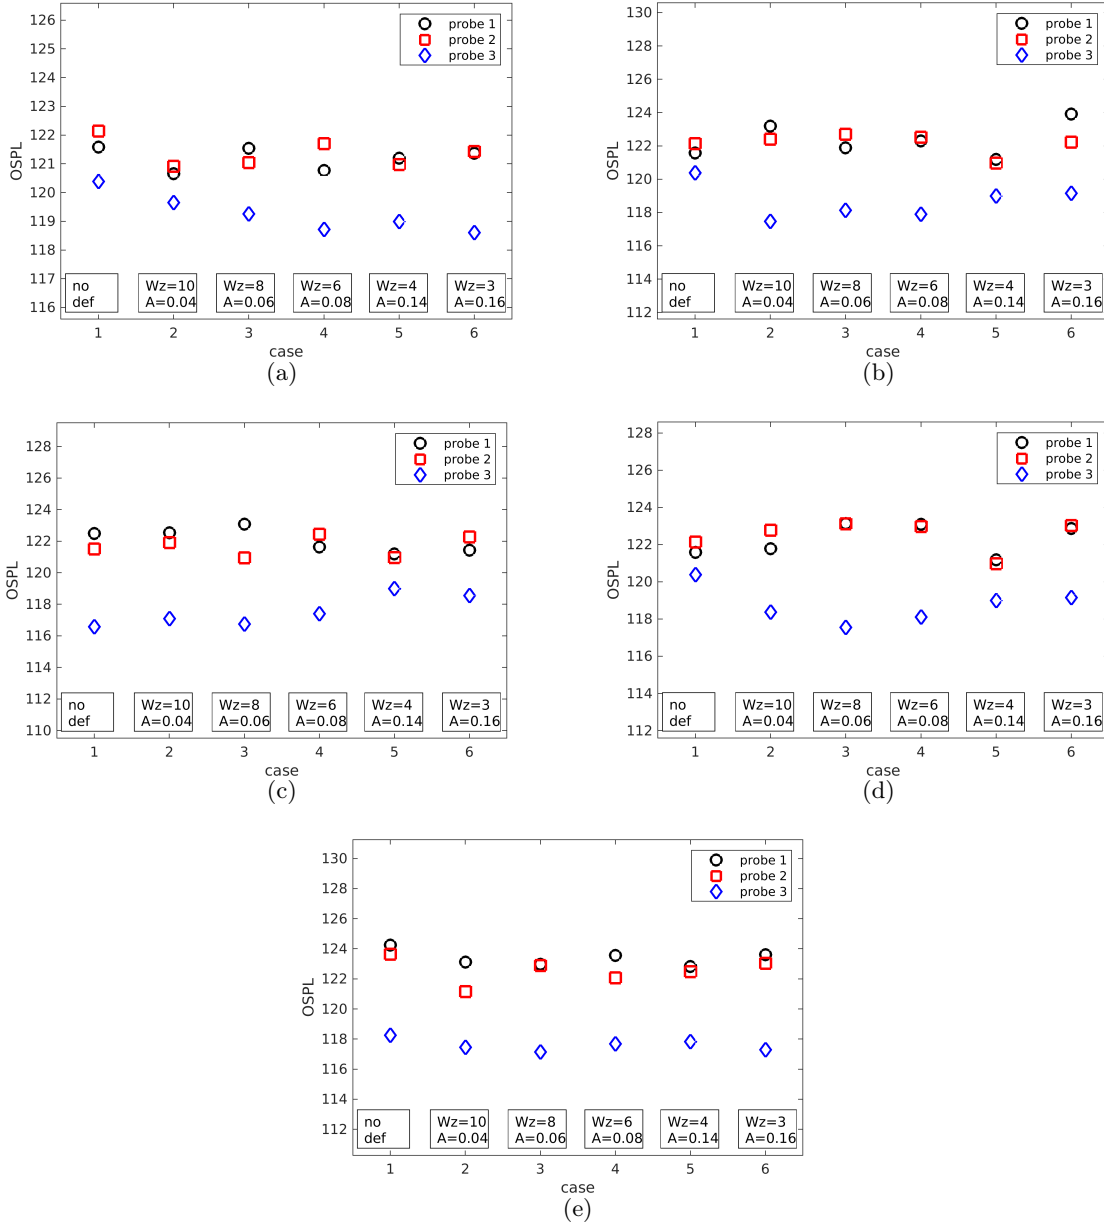 126
125
124
123
122
121
120
119
118
117
116
OSPL
probe 1
probe 2
probe 3
no
def
Wz=10
A=0.04
Wz=8
A=0.06
Wz=6
A=0.08
Wz=4
A=0.14
Wz=3
A=0.16
1 2 3 4 5 6
case
(a)
130
128
126
124
122
120
118
116
114
112
OSPL
probe 1
probe 2
probe 3
no
def
Wz=10
A=0.04
Wz=8
A=0.06
Wz=6
A=0.08
Wz=4
A=0.14
Wz=3
A=0.16
1 2 3 4 5 6
case
(b)
128
126
124
122
120
118
116
114
112
110
OSPL
probe 1
probe 2
probe 3
no
def
Wz=10
A=0.04
Wz=8
A=0.06
Wz=6
A=0.08
Wz=4
A=0.14
Wz=3
A=0.16
1 2 3 4 5 6
case
(c)
128
126
124
122
120
118
116
114
112
OSPL
probe 1
probe 2
probe 3
no
def
Wz=10
A=0.04
Wz=8
A=0.06
Wz=6
A=0.08
Wz=4
A=0.14
Wz=3
A=0.16
1 2 3 4 5 6
case
(d)
130
128
126
124
122
120
118
116
114
112
OSPL
probe 1
probe 2
probe 3
no
def
Wz=10
A=0.04
Wz=8
A=0.06
Wz=6
A=0.08
Wz=4
A=0.14
Wz=3
A=0.16
1 2 3 4 5 6
case
(e)